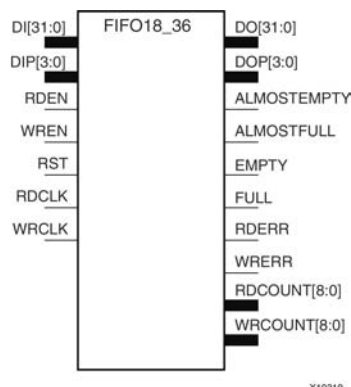 FIFO18_36
DI[31:0]
DIP[3:0]
RDEN
WREN
RST
RDCLK
WRCLK
DO[31:0]
DOP[3:0]
ALMOSTEMPTY
ALMOSTFULL
EMPTY
FULL
RDERR
WRERR
RDCOUNT[8:0]
WRCOUNT[8:0]